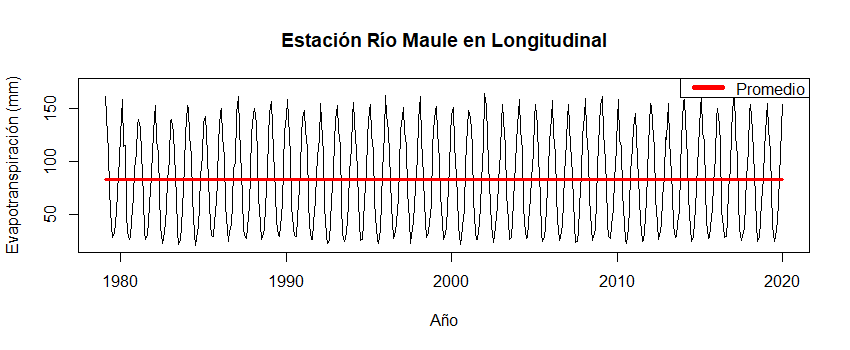 Estación Río Maule en Longitudinal
Promedio
Evapotranspiración (mm)
150
100
50
1980
1990
2000
2010
2020
Año